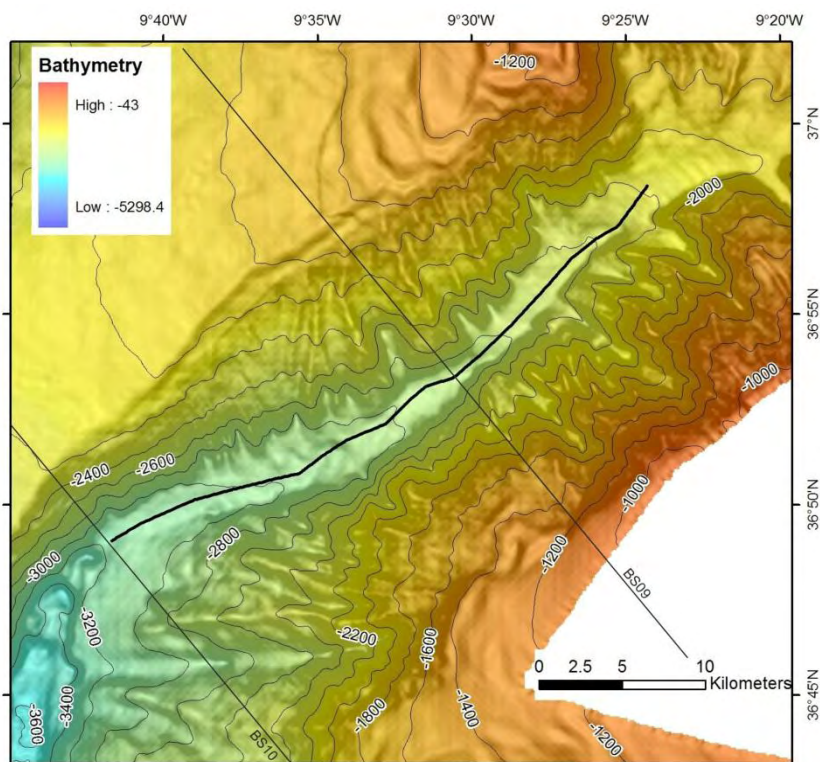 9°40'W 9°35'W 9°30'W 9°25'W 9°20'W
Bathymetry
High : -43
Low : -5298.4
-1200
37°N
-2000
36°55'N
-1000
-2400
-2600
-1000
36°50'N
-2800
-1200
-3000
BS09
-3200
-2200
-1600
0 2.5 5 10
Kilometers
36°45'N
-3400
-3600
-1400
-1800
-1200
BS10